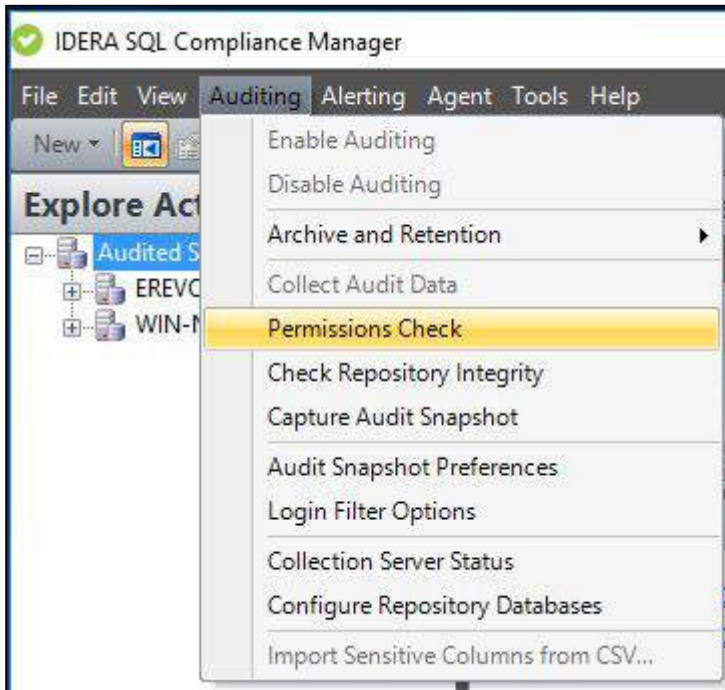 IDERA SQL Compliance Manager
File Edit View Auditing Alerting Agent Tools Help
New
Enable Auditing
Disable Auditing
Explore Act
Archive and Retention
Audited S
Collect Audit Data
EREVC
Permissions Check
WIN-N
Check Repository Integrity
Capture Audit Snapshot
Audit Snapshot Preferences
Login Filter Options
Collection Server Status
Configure Repository Databases
Import Sensitive Columns from CSV...